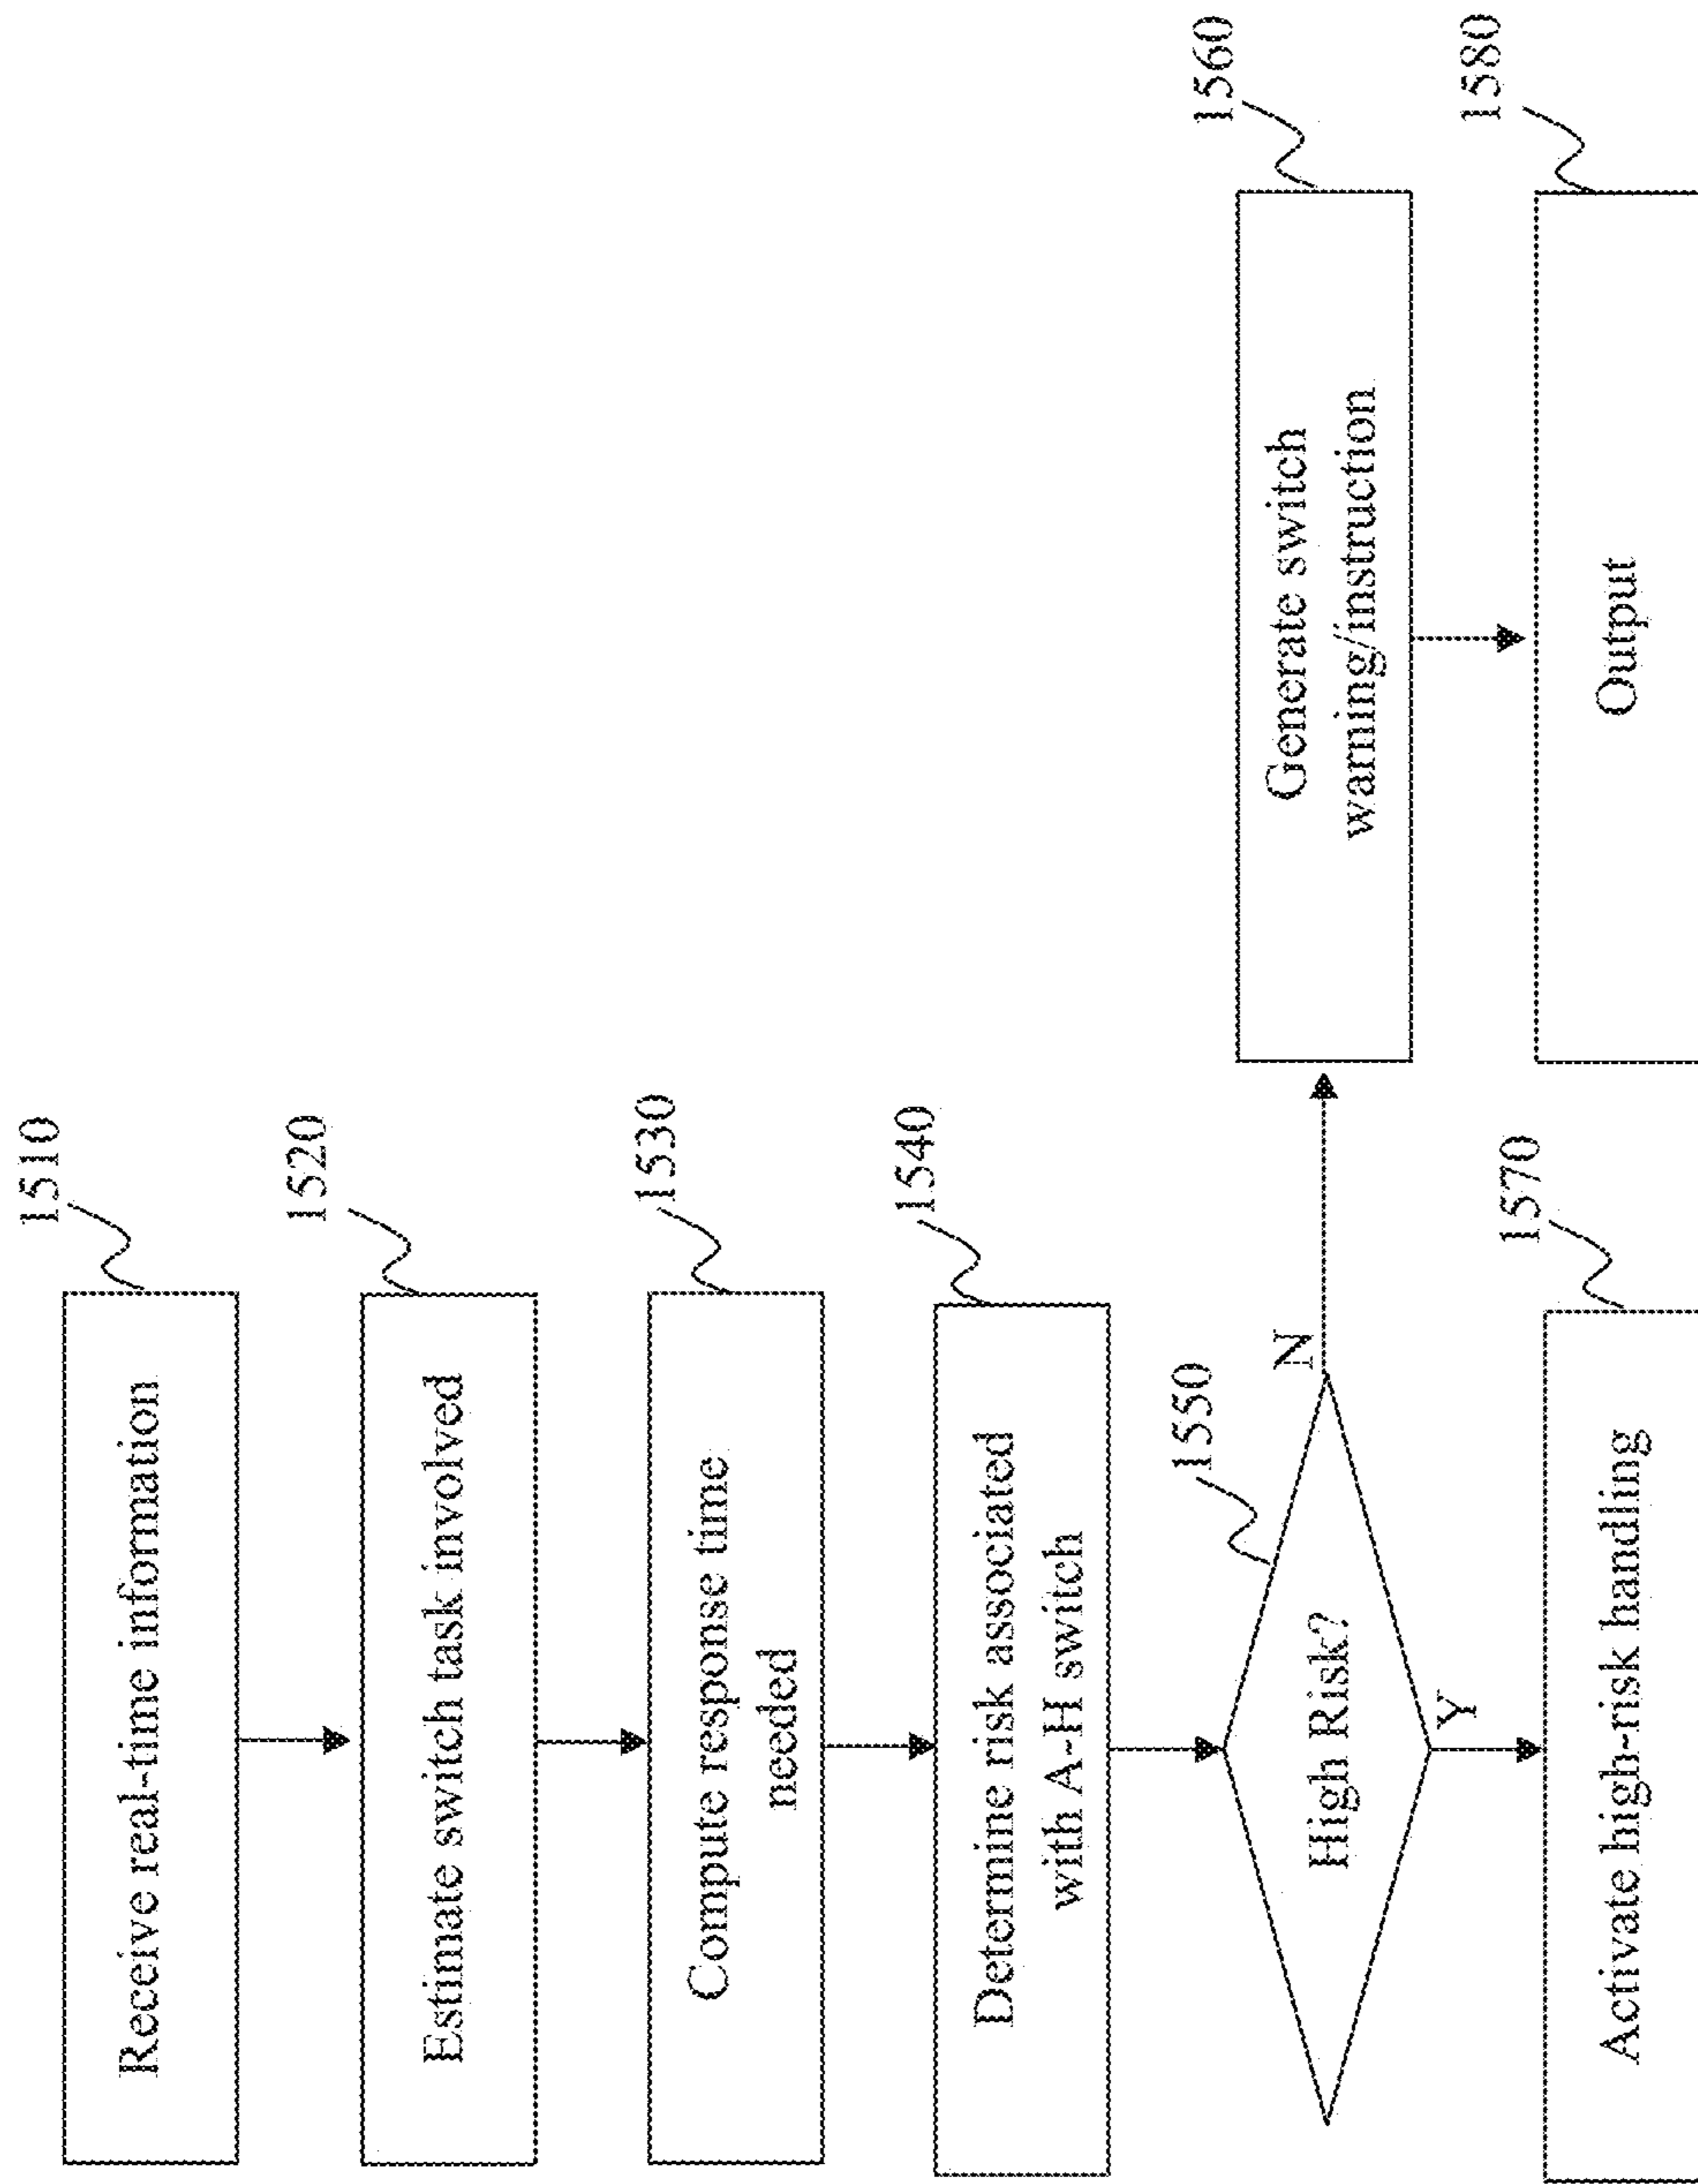 1510
Receive real-time information
1520
Estimate switch task involved
1530
Compute response time
needed
1540
Determine risk associated
with A-H switch
1550
High Risk?
N
Y
1560
Generate switch
warning/instruction
1570
Activate high-risk handling
1580
Output